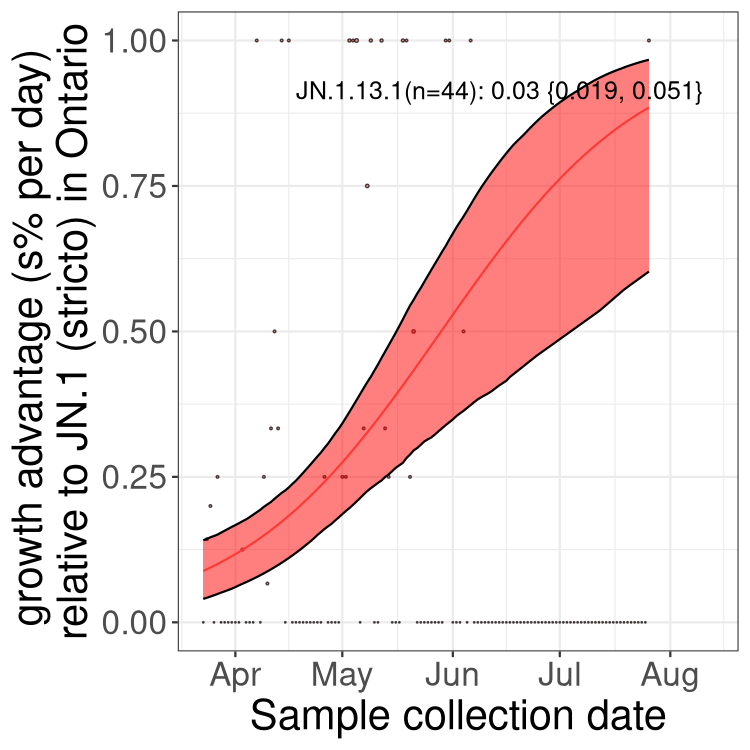 growth advantage (s% per day)
relative to JN.1 (stricto) in Ontario
1.00
0.75
0.50
0.25
0.00
JN.1.13.1(n=44): 0.03 {0.019, 0.051}
Apr May Jun Jul Aug
Sample collection date